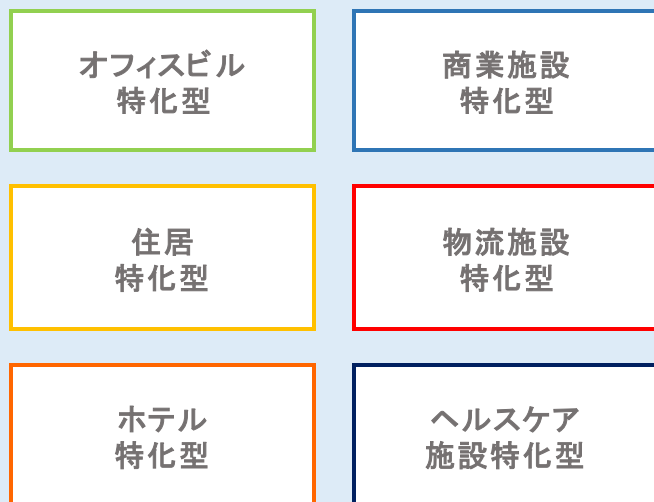 オフィスビル
特化型
商業施設
特化型
住居
特化型
物流施設
特化型
ホテル
特化型
ヘルスケア
施設特化型